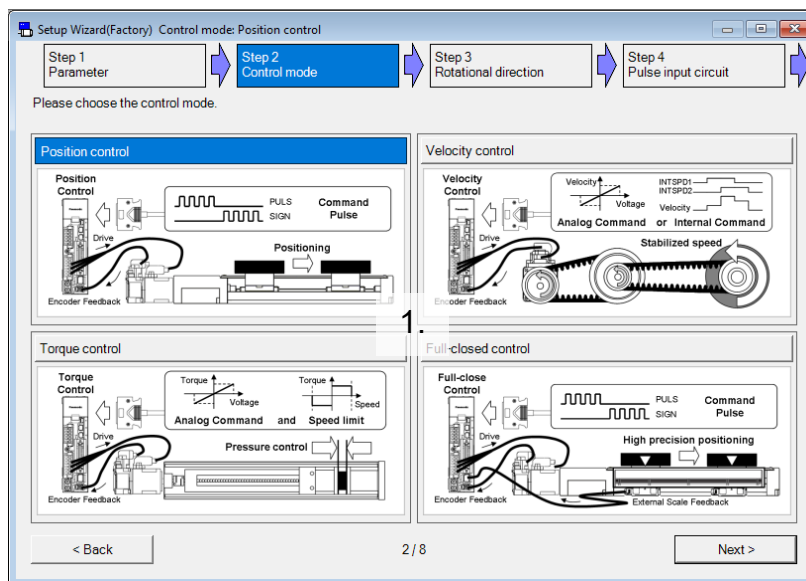 Setup Wizard(Factory) Control mode: Position control
Step 1
Parameter
Step 2
Control mode
Step 3
Rotational direction
Step 4
Pulse input circuit
Please choose the control mode.
Position control
Position
Control
PULS
SIGN
Command
Pulse
Drive
Positioning
Encoder Feedback
Velocity control
Velocity
Control
Velocity
Voltage
INTSPD1
INTSPD2
Velocity
Analog Command or Internal Command
Drive
Stabilized speed
Encoder Feedback
1.
Torque control
Torque
Control
Torque
Voltage
Torque
Speed
Analog Command and Speed limit
Drive
Pressure control
Encoder Feedback
Full-closed control
Full-close
Control
PULS
SIGN
Command
Pulse
Drive
High precision positioning
Encoder Feedback
External Scale Feedback
< Back
2 / 8
Next >